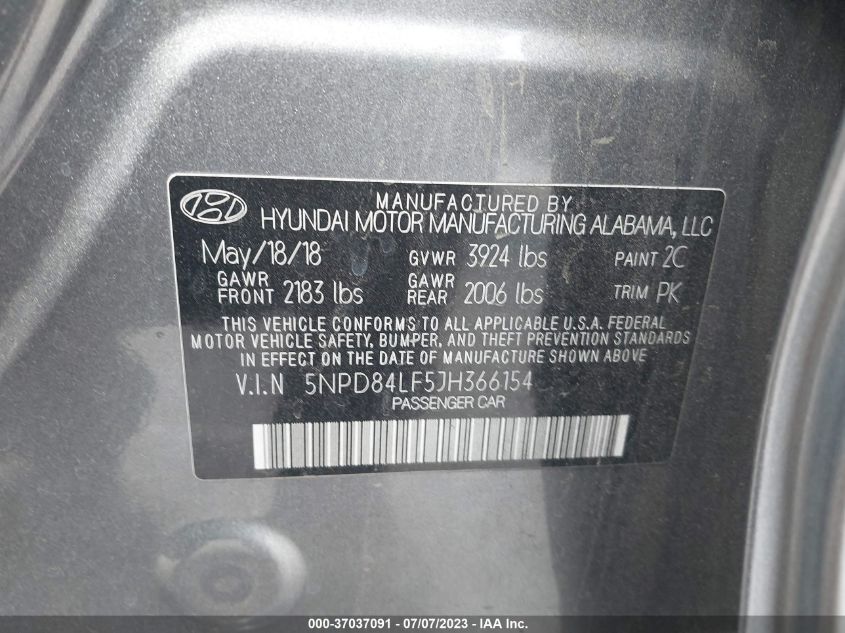 MANUFACTURED BY
HYUNDAI MOTOR MANUFACTURING ALABAMA, LLC
May/18/18 GVWR 3924 lbs PAINT 2C
GAWR FRONT 2183 lbs GAWR REAR 2006 lbs TRIM PK
THIS VEHICLE CONFORMS TO ALL APPLICABLE U.S.A. FEDERAL
MOTOR VEHICLE SAFETY, BUMPER, AND THEFT PREVENTION STANDARDS
IN EFFECT ON THE DATE OF MANUFACTURE SHOWN ABOVE
V.I.N 5NPD84LF5JH366154
PASSENGER CAR
000-37037091 - 07/07/2023 - IAA Inc.